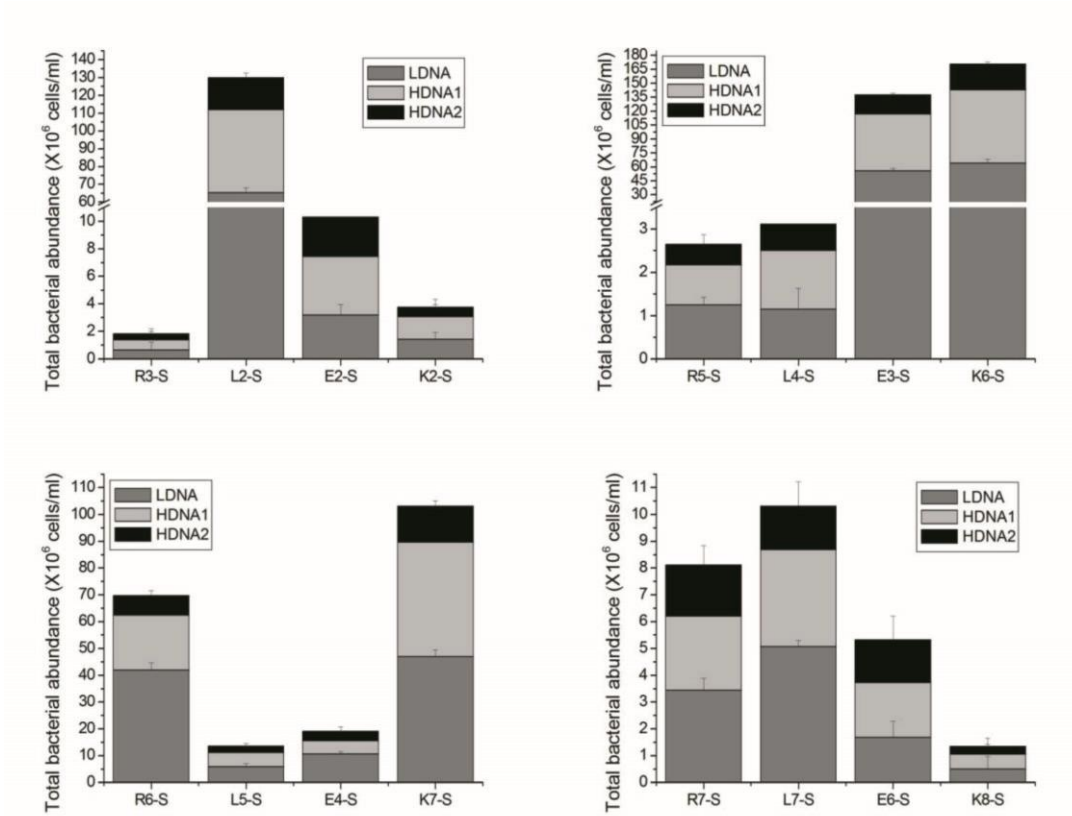 Total bacterial abundance (X10⁶ cells/ml)
140
130
120
110
100
90
80
70
60
10
8
6
4
2
0
LDNA
HDNA1
HDNA2
R3-S L2-S E2-S K2-S
Total bacterial abundance (X10⁶ cells/ml)
180
165
150
135
120
105
90
75
60
45
30
3
2
1
0
LDNA
HDNA1
HDNA2
R5-S L4-S E3-S K6-S
Total bacterial abundance (X10⁶ cells/ml)
110
100
90
80
70
60
50
40
30
20
10
0
LDNA
HDNA1
HDNA2
R6-S L5-S E4-S K7-S
Total bacterial abundance (X10⁶ cells/ml)
11
10
9
8
7
6
5
4
3
2
1
0
LDNA
HDNA1
HDNA2
R7-S L7-S E6-S K8-S